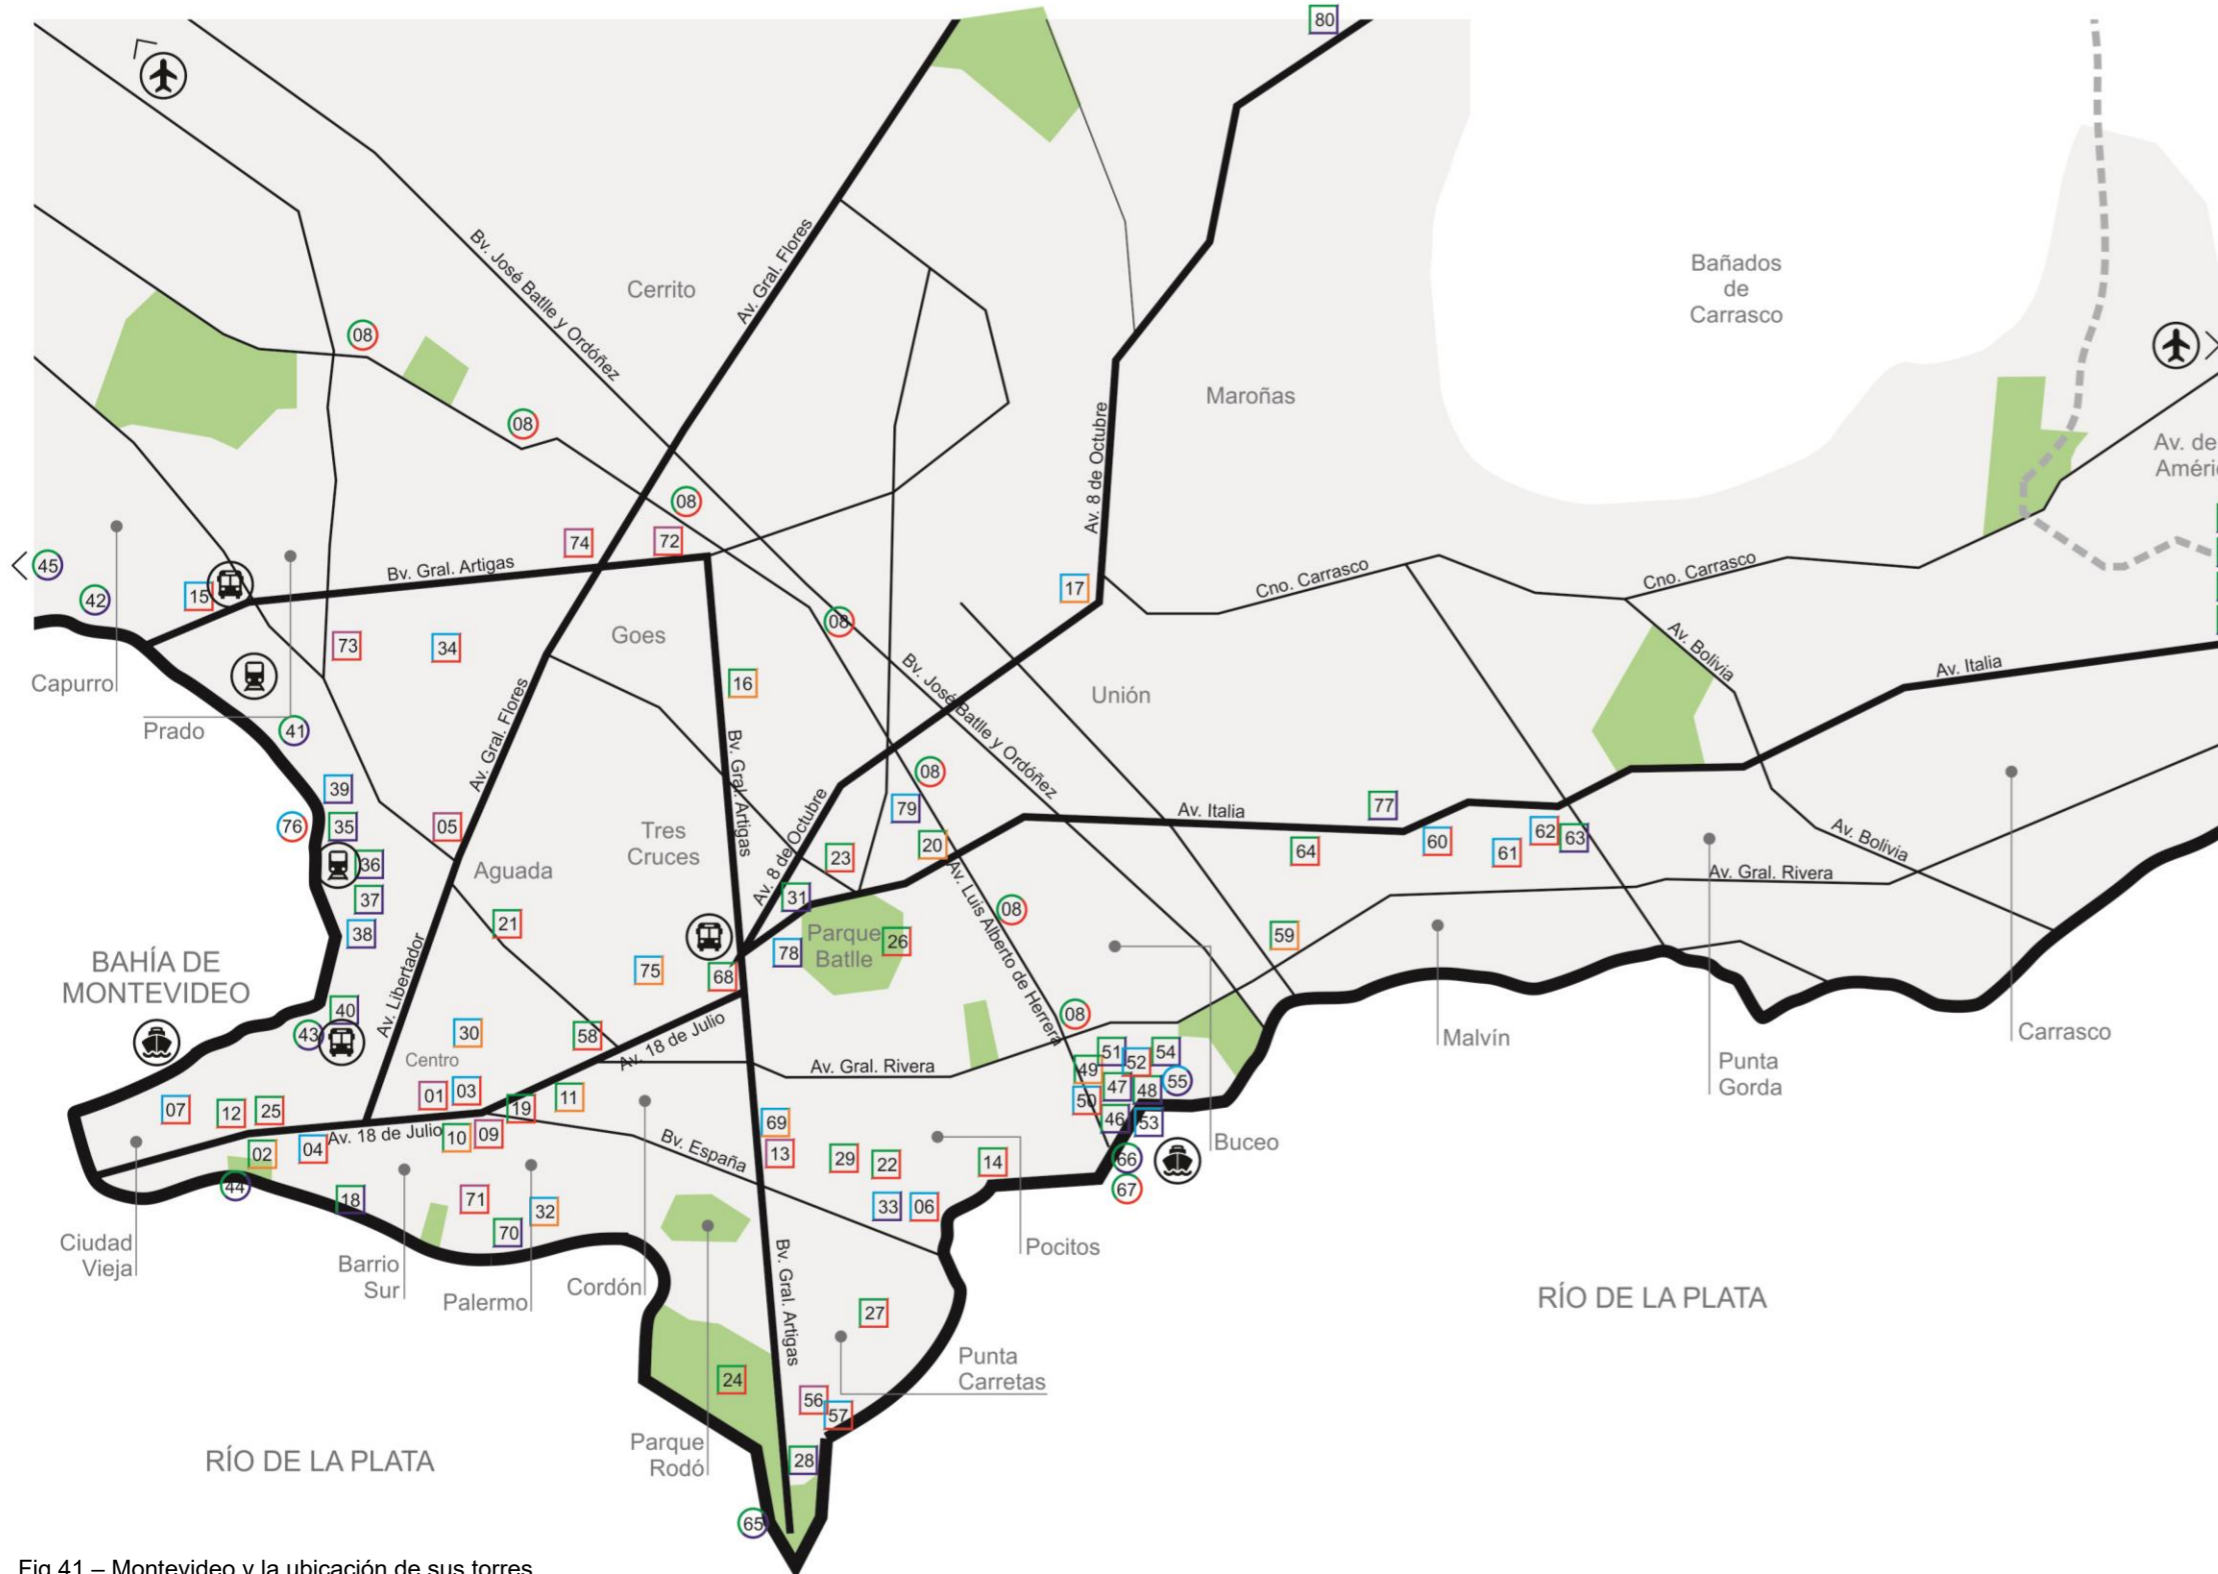 80
Bv. José Batlle y Ordóñez
Av. Gral. Flores
Cerrito
Bañados
de
Carrasco
08
08
Maroñas
Av. 8 de Octubre
Av. de
08
74
72
Bv. Gral. Artigas
45
42
15
17
Cno. Carrasco
Cno. Carrasco
08
73
34
Goes
Av. Bolivia
Av. Italia
Capurro
16
Bv. José Batlle y Ordóñez
Unión
Prado
41
Av. Gral. Flores
Bv. Gral. Artigas
08
39
79
77
Av. Italia
76
35
05
Tres
Cruces
Av. 8 de Octubre
23
20
64
60
61
62
63
Av. Bolivia
36
Aguada
Av. Gral. Rivera
37
31
Av. Luis Alberto de Herrera
08
38
21
Parque
Batlle
26
59
BAHÍA DE
MONTEVIDEO
Av. Libertador
75
68
78
40
43
30
58
Av. 18 de Julio
08
Malvín
Carrasco
Centro
Av. Gral. Rivera
51
52
54
49
55
Punta
Gorda
07
12
25
01
03
19
11
47
48
50
46
53
Av. 18 de Julio
10
09
69
Bv. España
Buceo
02
04
13
29
22
14
66
44
18
71
32
33
06
67
70
Ciudad
Vieja
Barrio
Sur
Palermo
Cordón
Pocitos
Bv. Gral. Artigas
RÍO DE LA PLATA
27
Punta
Carretas
24
56
57
Parque
Rodó
28
RÍO DE LA PLATA
65
Fig 41 – Montevideo y la ubicación de sus torres